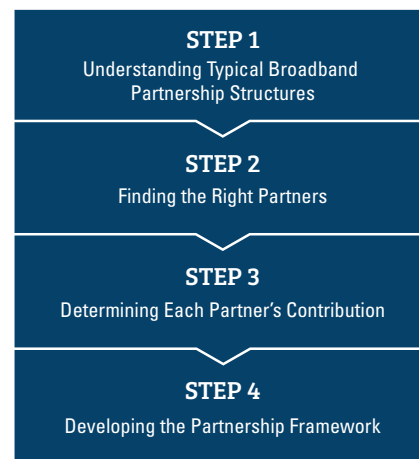 STEP 1
Understanding Typical Broadband
Partnership Structures
STEP 2
Finding the Right Partners
STEP 3
Determining Each Partner’s Contribution
STEP 4
Developing the Partnership Framework